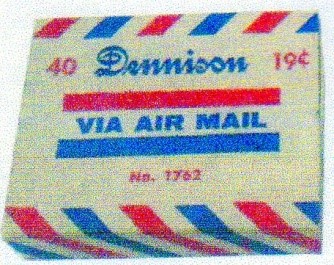 40 Dennison 19¢
VIA AIR MAIL
No. 1762